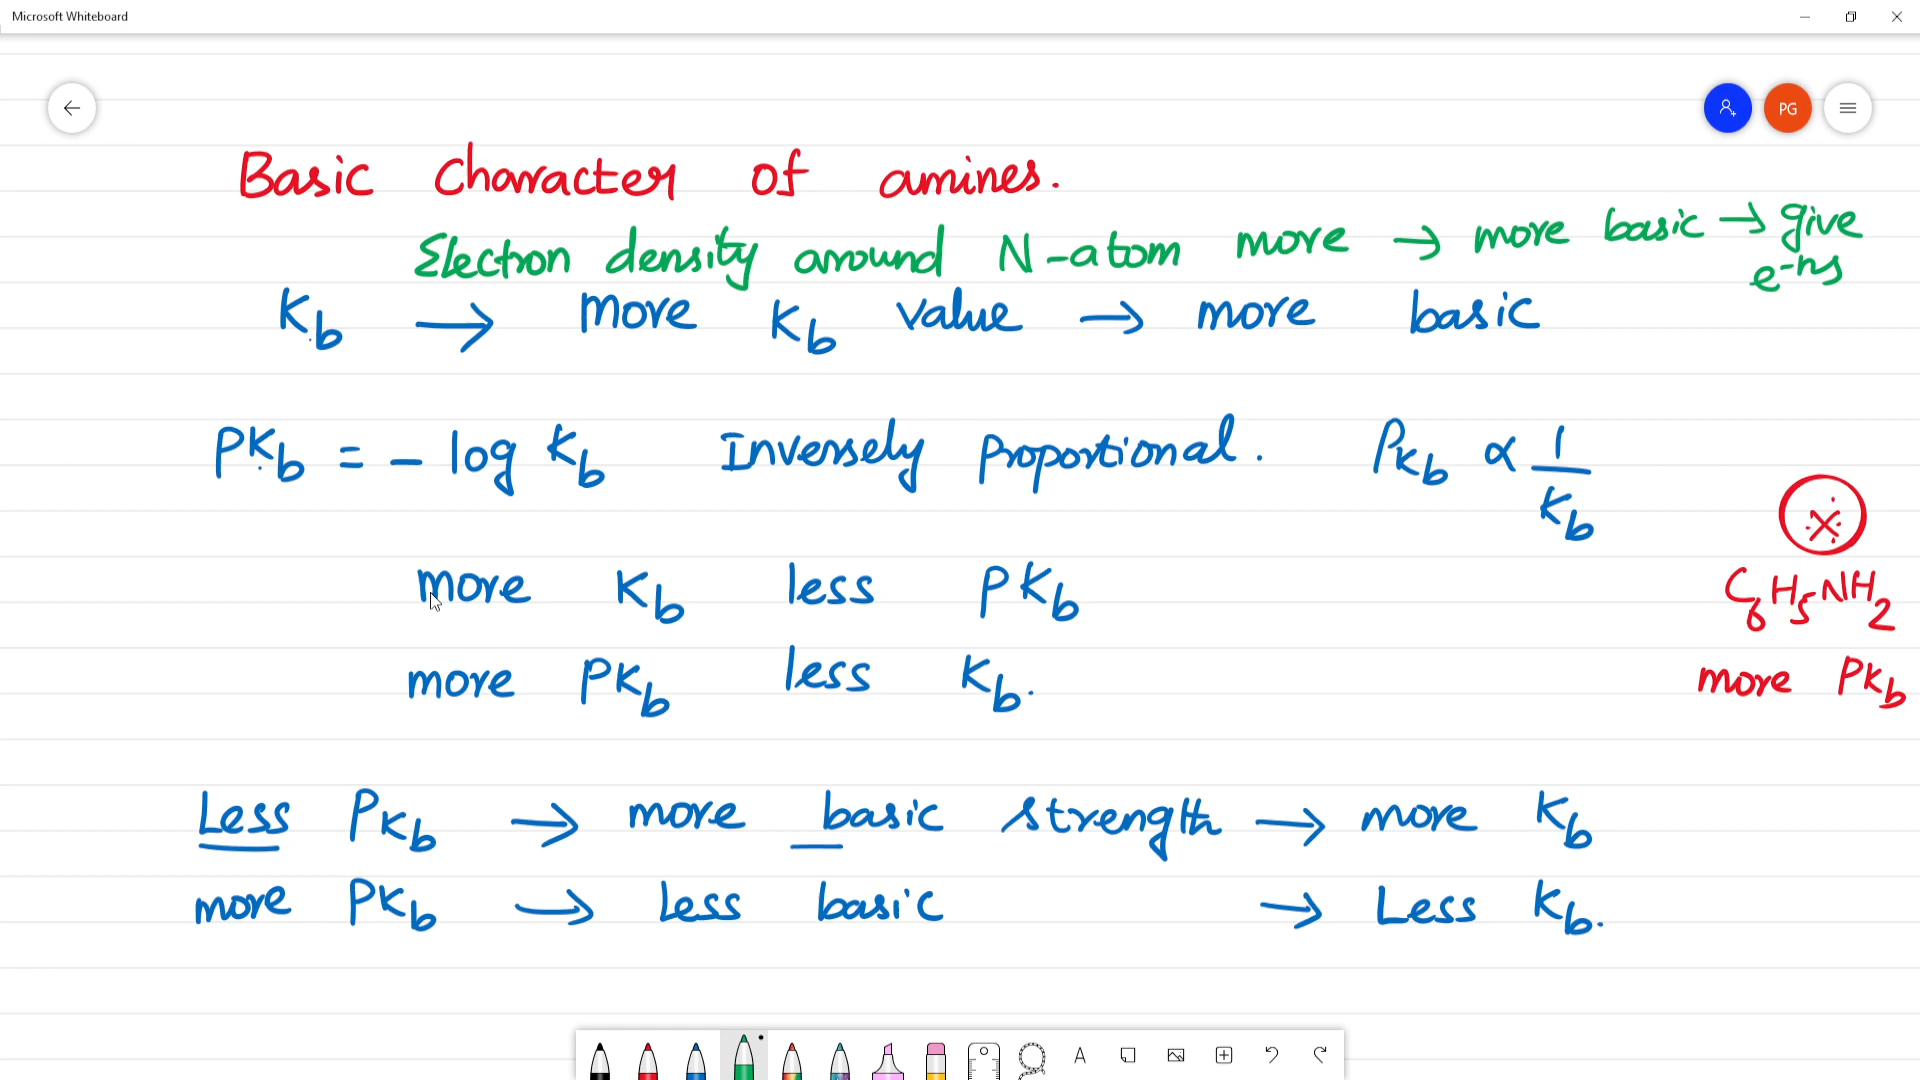 Microsoft Whiteboard
PG
Basic Character of amines.
Electron density around N-atom more → more basic → give
e-ns
Kb → more Kb value → more basic
PKb = - log Kb Inversely Proportional. PKb ∝ 1/Kb
more Kb less PKb
more PKb less Kb.
C6H5NH2
more PKb
Less PKb → more basic strength → more Kb
more PKb → Less basic → Less Kb.
A